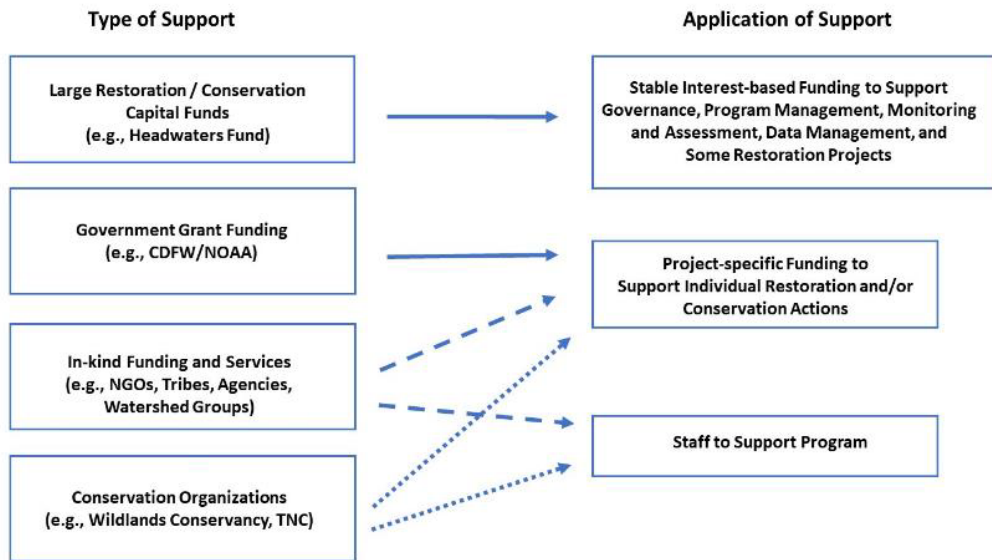 Type of Support
Application of Support
Large Restoration / Conservation
Capital Funds
(e.g., Headwaters Fund)
Stable Interest-based Funding to Support
Governance, Program Management, Monitoring
and Assessment, Data Management, and
Some Restoration Projects
Government Grant Funding
(e.g., CDFW/NOAA)
Project-specific Funding to
Support Individual Restoration and/or
Conservation Actions
In-kind Funding and Services
(e.g., NGOs, Tribes, Agencies,
Watershed Groups)
Staff to Support Program
Conservation Organizations
(e.g., Wildlands Conservancy, TNC)